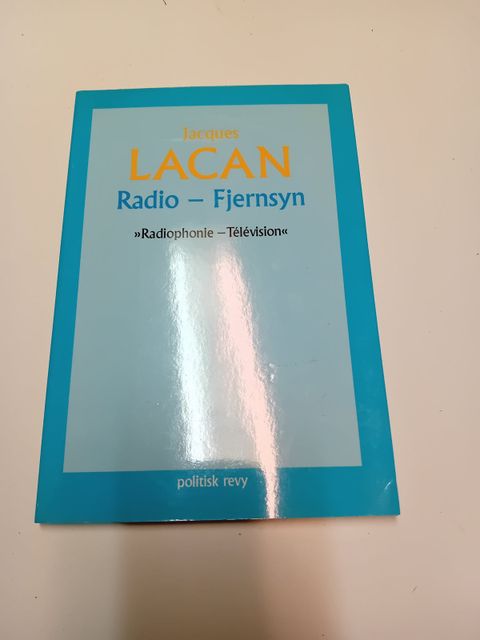 Jacques
LACAN
Radio – Fjernsyn
»Radiophonie – Télévision«
politisk revy